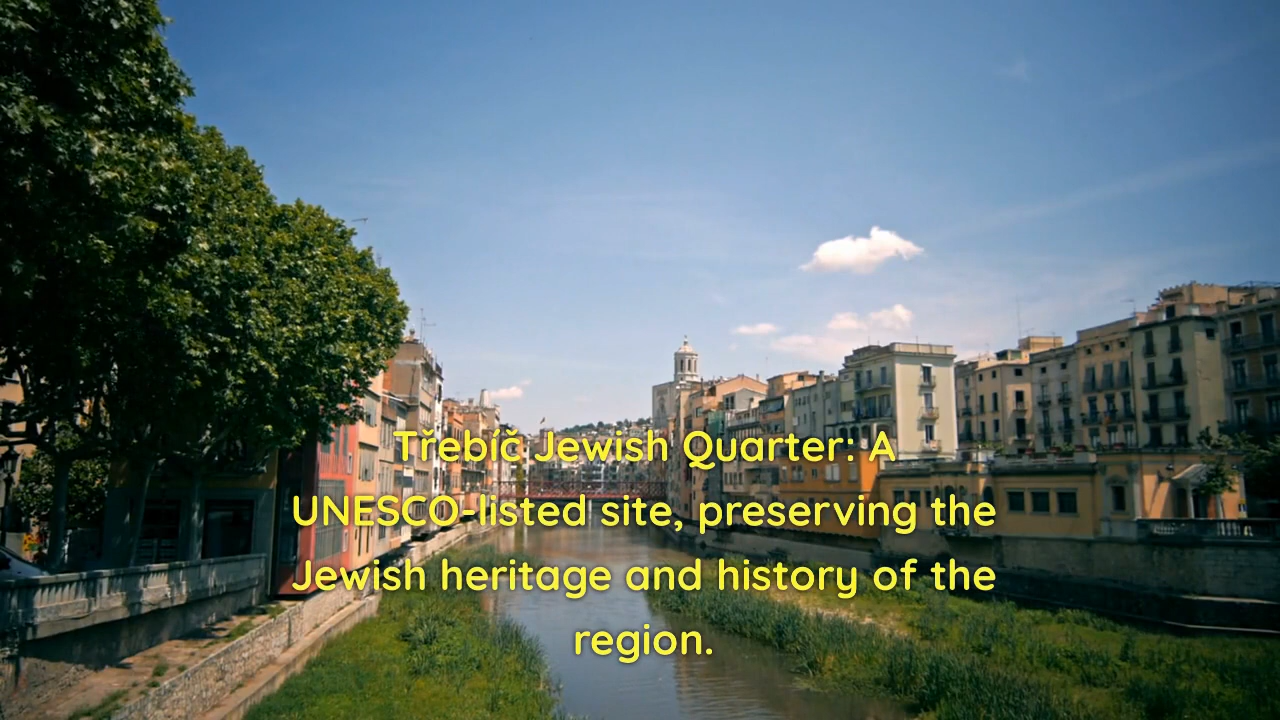 Třebíč Jewish Quarter: A
UNESCO-listed site, preserving the
Jewish heritage and history of the
region.